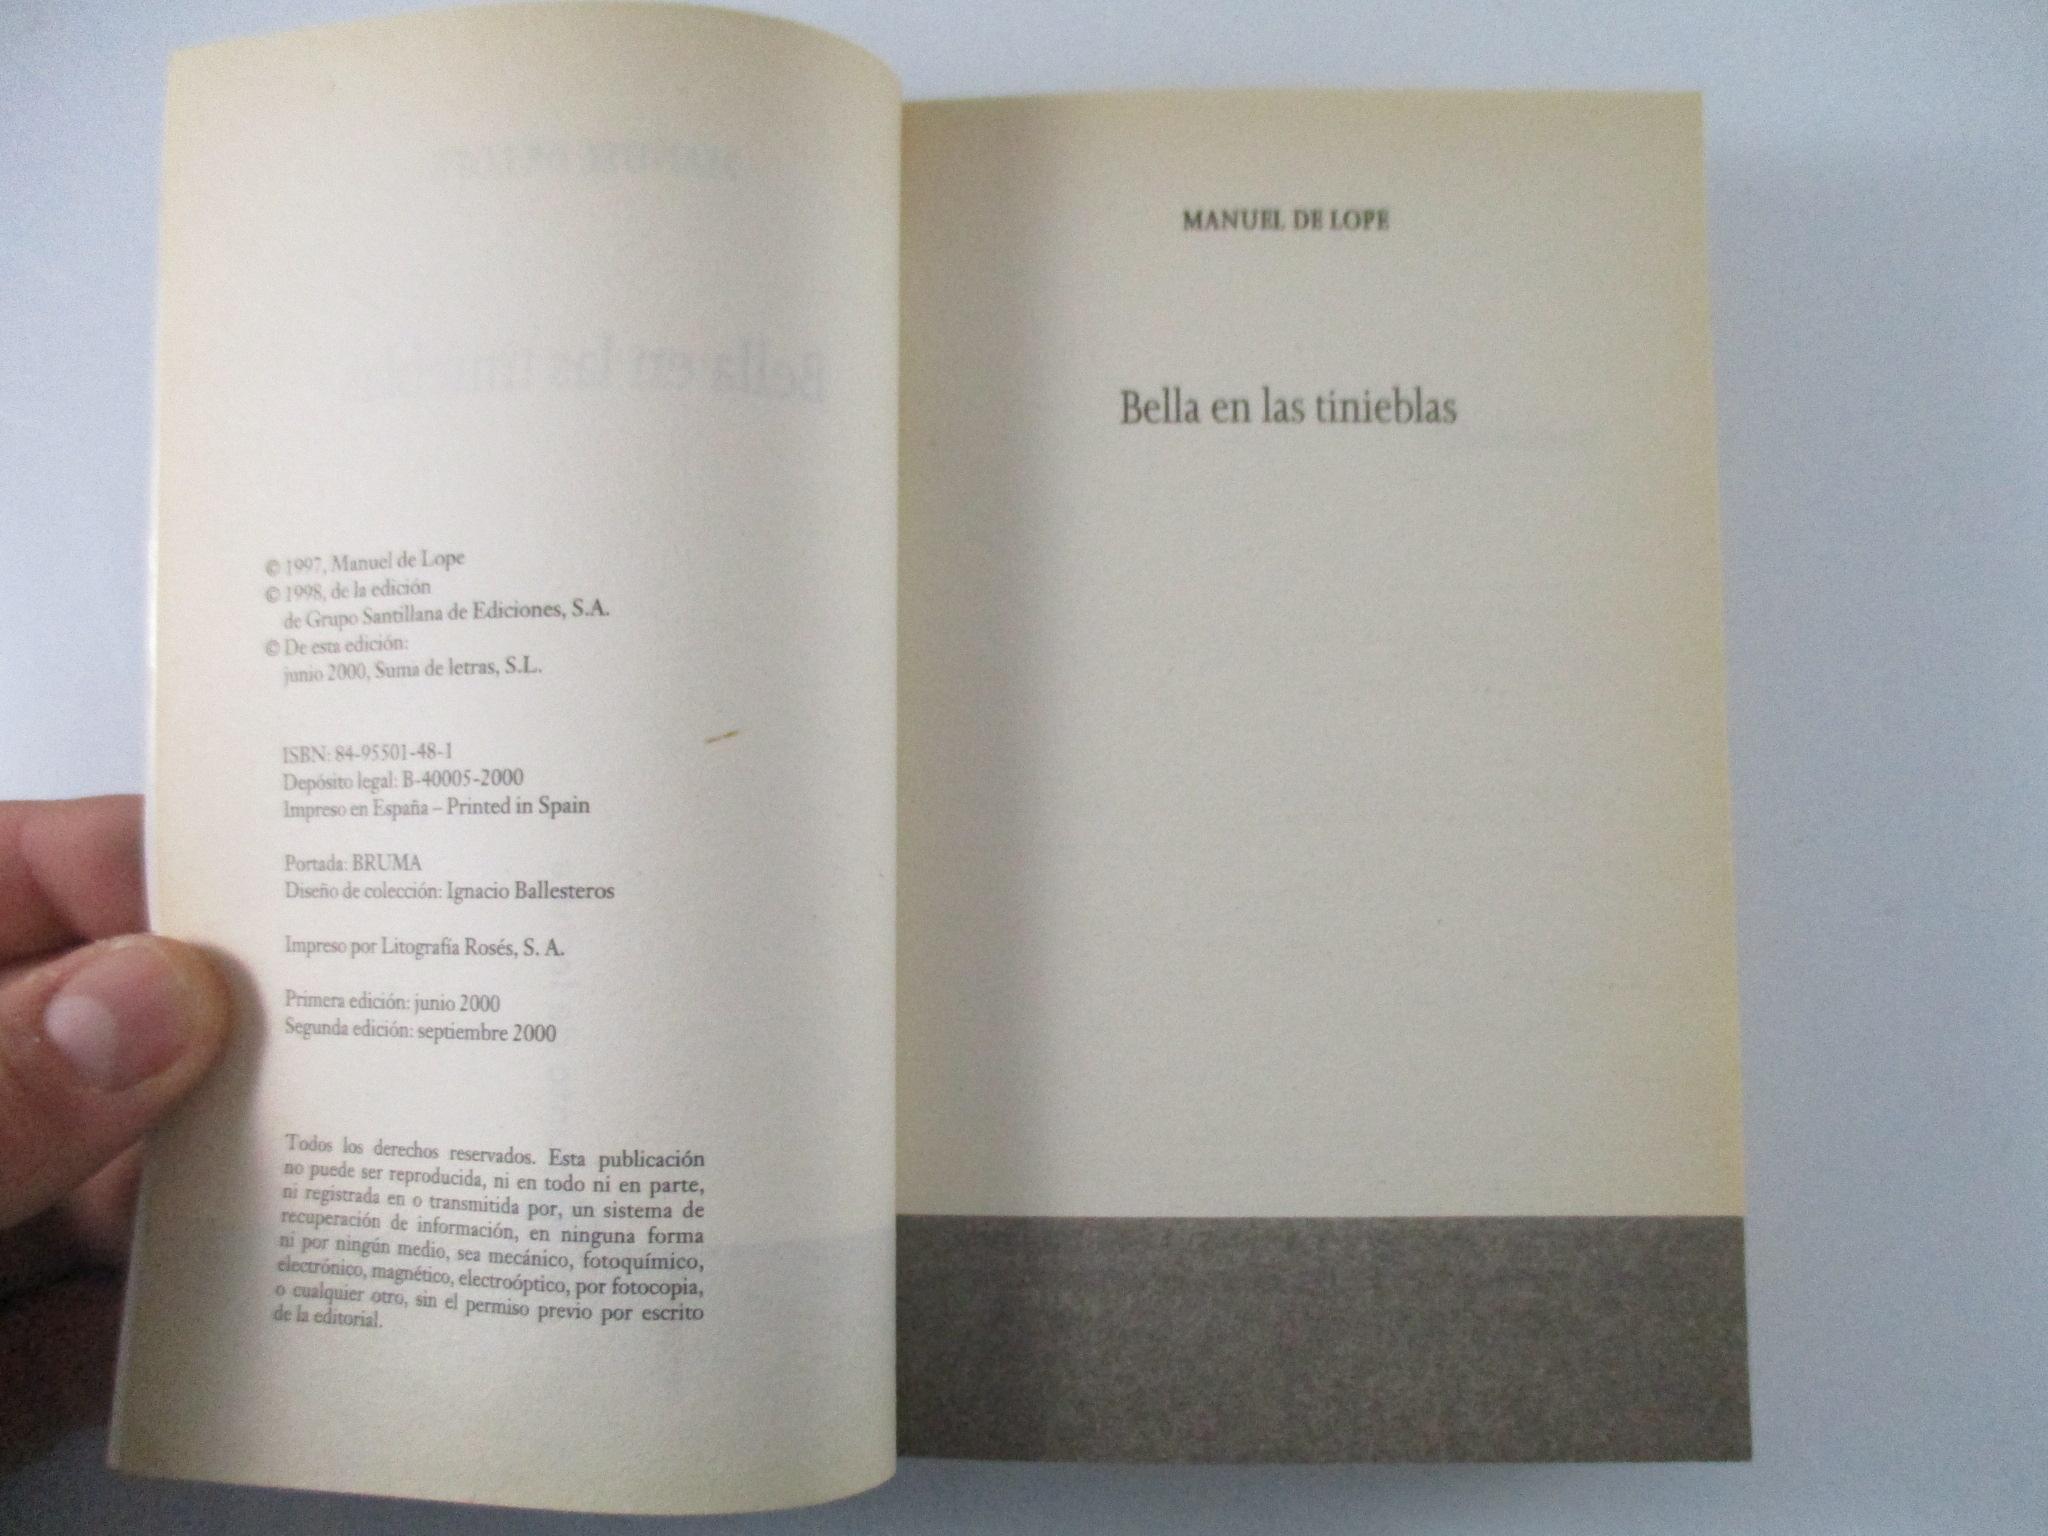 © 1997, Manuel de Lope
© 1998, de la edición
de Grupo Santillana de Ediciones, S.A.
© De esta edición:
junio 2000, Suma de letras, S.L.
ISBN: 84-95501-48-1
Depósito legal: B-40005-2000
Impreso en España – Printed in Spain
Portada: BRUMA
Diseño de colección: Ignacio Ballesteros
Impreso por Litografía Rosés, S. A.
Primera edición: junio 2000
Segunda edición: septiembre 2000
Todos los derechos reservados. Esta publicación
no puede ser reproducida, ni en todo ni en parte,
ni registrada en o transmitida por, un sistema de
recuperación de información, en ninguna forma
ni por ningún medio, sea mecánico, fotoquímico,
electrónico, magnético, electroóptico, por fotocopia,
o cualquier otro, sin el permiso previo por escrito
de la editorial.
MANUEL DE LOPE
Bella en las tinieblas